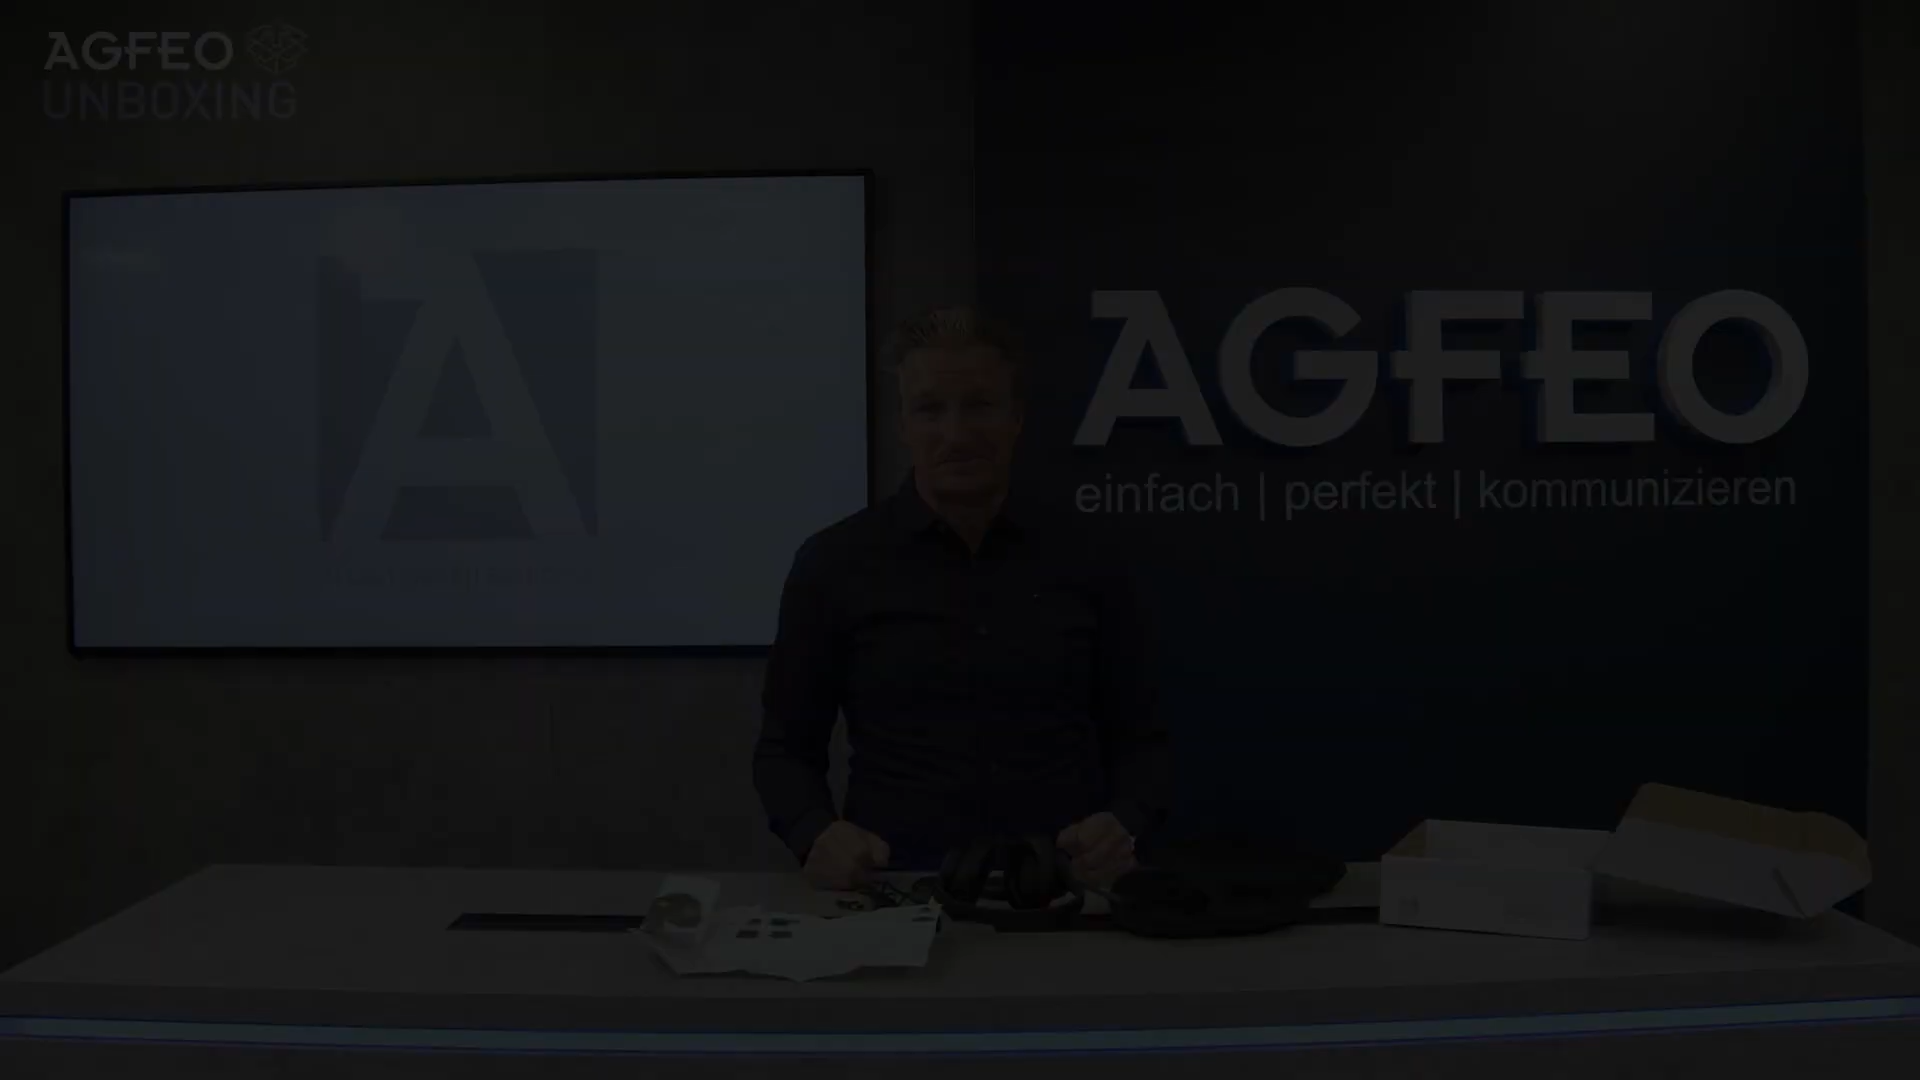 AGFEO
UNBOXING
A
AGFEO
einfach | perfekt | kommunizieren